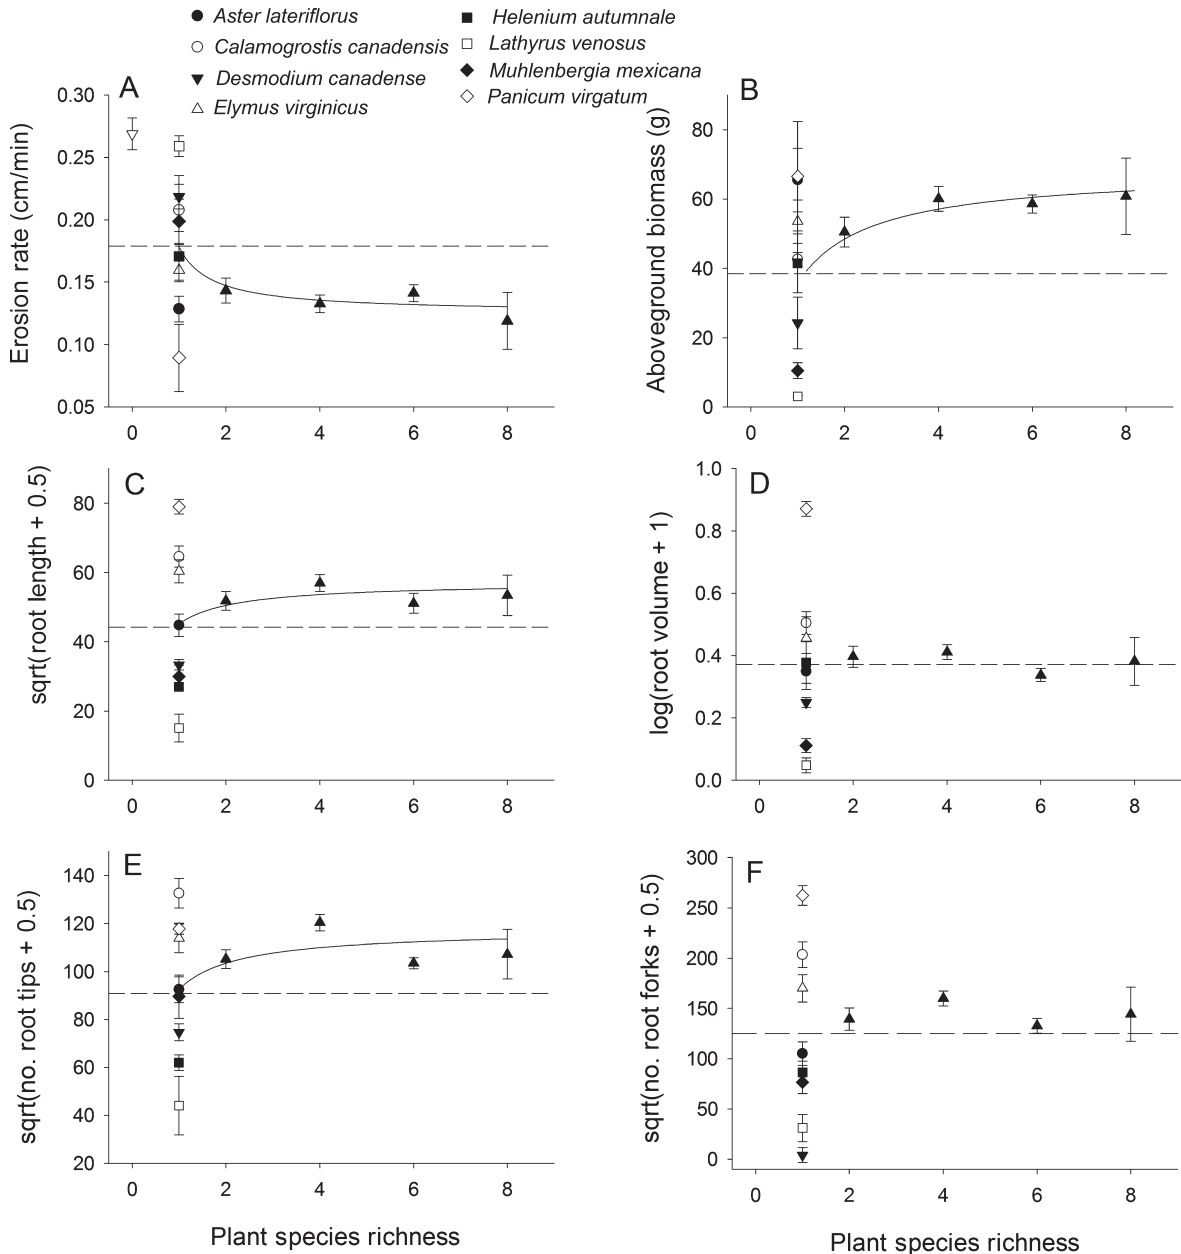 Aster lateriflorus
Calamogrostis canadensis
Desmodium canadense
Elymus virginicus
Helenium autumnale
Lathyrus venosus
Muhlenbergia mexicana
Panicum virgatum
A
Erosion rate (cm/min)
0.30
0.25
0.20
0.15
0.10
0.05
0 2 4 6 8
B
Aboveground biomass (g)
80
60
40
20
0
0 2 4 6 8
C
sqrt(root length + 0.5)
80
60
40
20
0
0 2 4 6 8
D
log(root volume + 1)
1.0
0.8
0.6
0.4
0.2
0.0
0 2 4 6 8
E
sqrt(no. root tips + 0.5)
140
120
100
80
60
40
20
0 2 4 6 8
Plant species richness
F
sqrt(no. root forks + 0.5)
300
250
200
150
100
50
0
0 2 4 6 8
Plant species richness